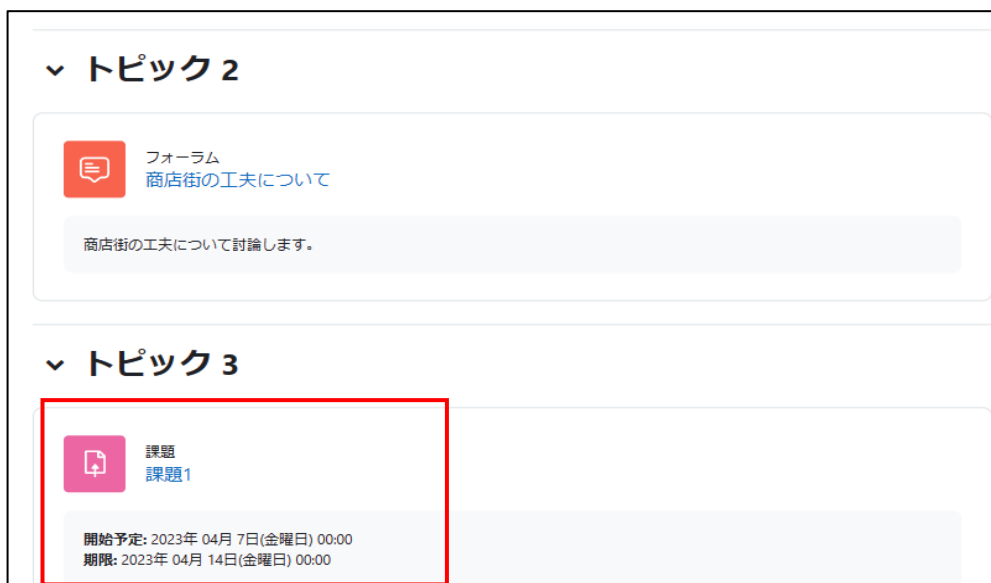 トピック 2
フォーラム
商店街の工夫について
商店街の工夫について討論します。
トピック 3
課題
課題1
開始予定: 2023年 04月 7日(金曜日) 00:00
期限: 2023年 04月 14日(金曜日) 00:00